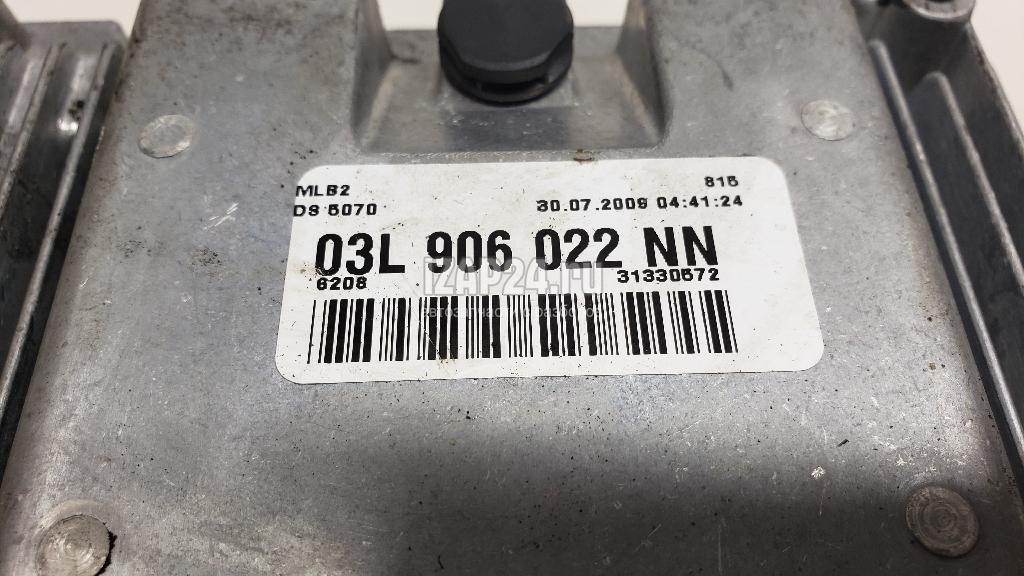 MLB2 815
DS 5070 30.07.2009 04:41:24
03L 906 022 NN
6208 31330572
IZAP24.ru